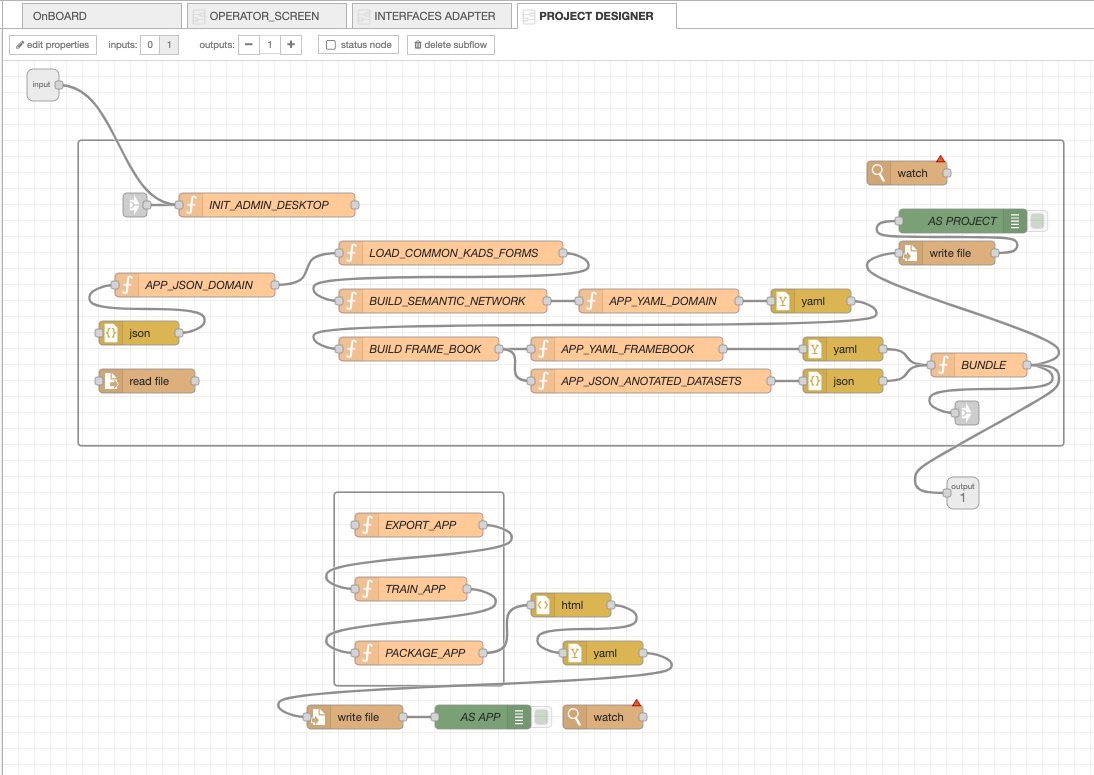 OnBOARD
OPERATOR_SCREEN
INTERFACES ADAPTER
PROJECT DESIGNER
edit properties
inputs: 0 1
outputs: 1
status node
delete subflow
input
watch
INIT_ADMIN_DESKTOP
AS PROJECT
LOAD_COMMON_KADS_FORMS
write file
APP_JSON_DOMAIN
BUILD_SEMANTIC_NETWORK
APP_YAML_DOMAIN
yaml
json
BUILD FRAME_BOOK
APP_YAML_FRAMEBOOK
yaml
BUNDLE
read file
APP_JSON_ANOTATED_DATASETS
json
output
1
EXPORT_APP
TRAIN_APP
html
PACKAGE_APP
yaml
write file
AS APP
watch